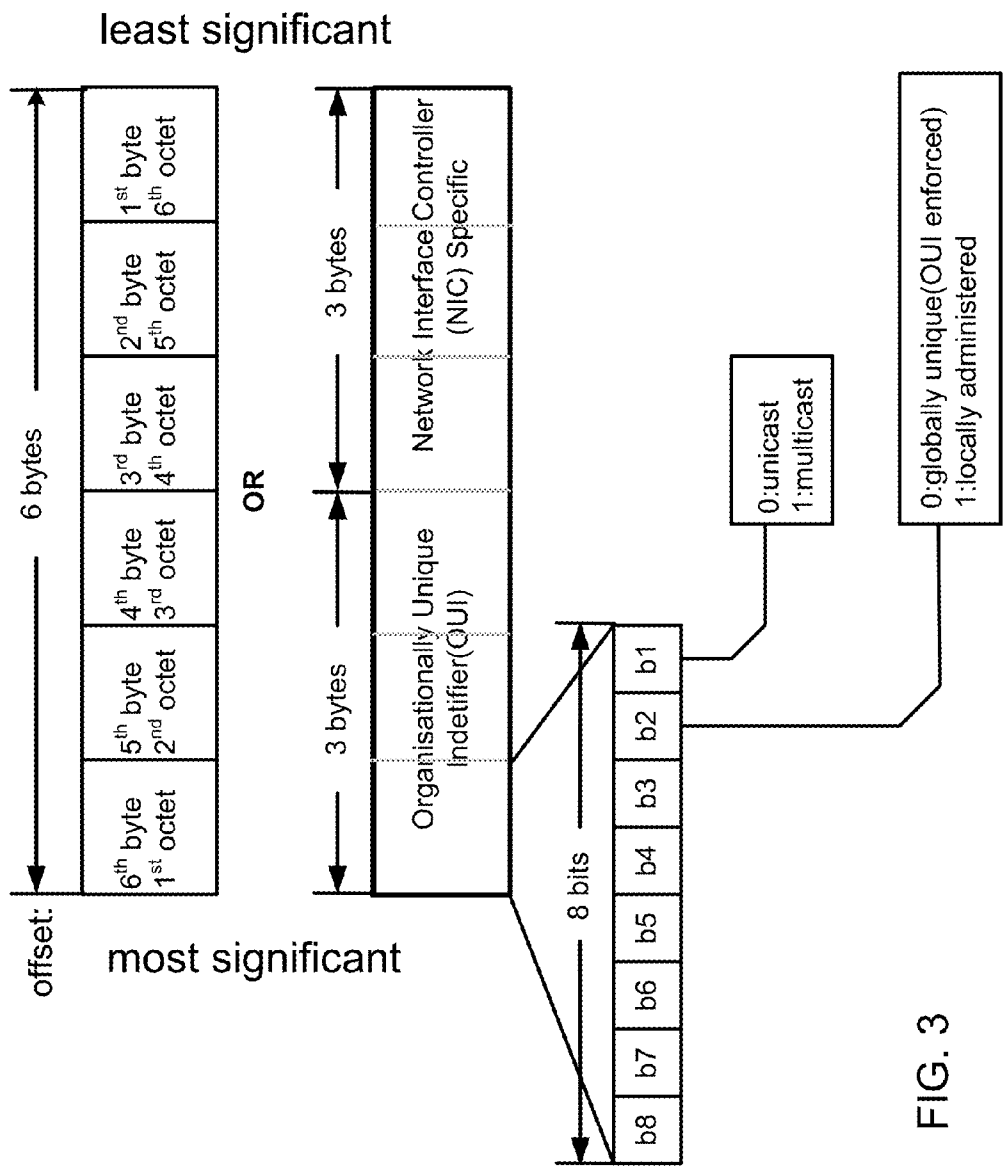 least significant
6 bytes
offset:
6th byte
1st octet
5th byte
2nd octet
4th byte
3rd octet
3rd byte
4th octet
2nd byte
5th octet
1st byte
6th octet
most significant
OR
3 bytes
3 bytes
Organisationally Unique
Indetifier(OUI)
Network Interface Controller
(NIC) Specific
8 bits
b8
b7
b6
b5
b4
b3
b2
b1
0:unicast
1:multicast
0:globally unique(OUI enforced)
1:locally administered
FIG. 3